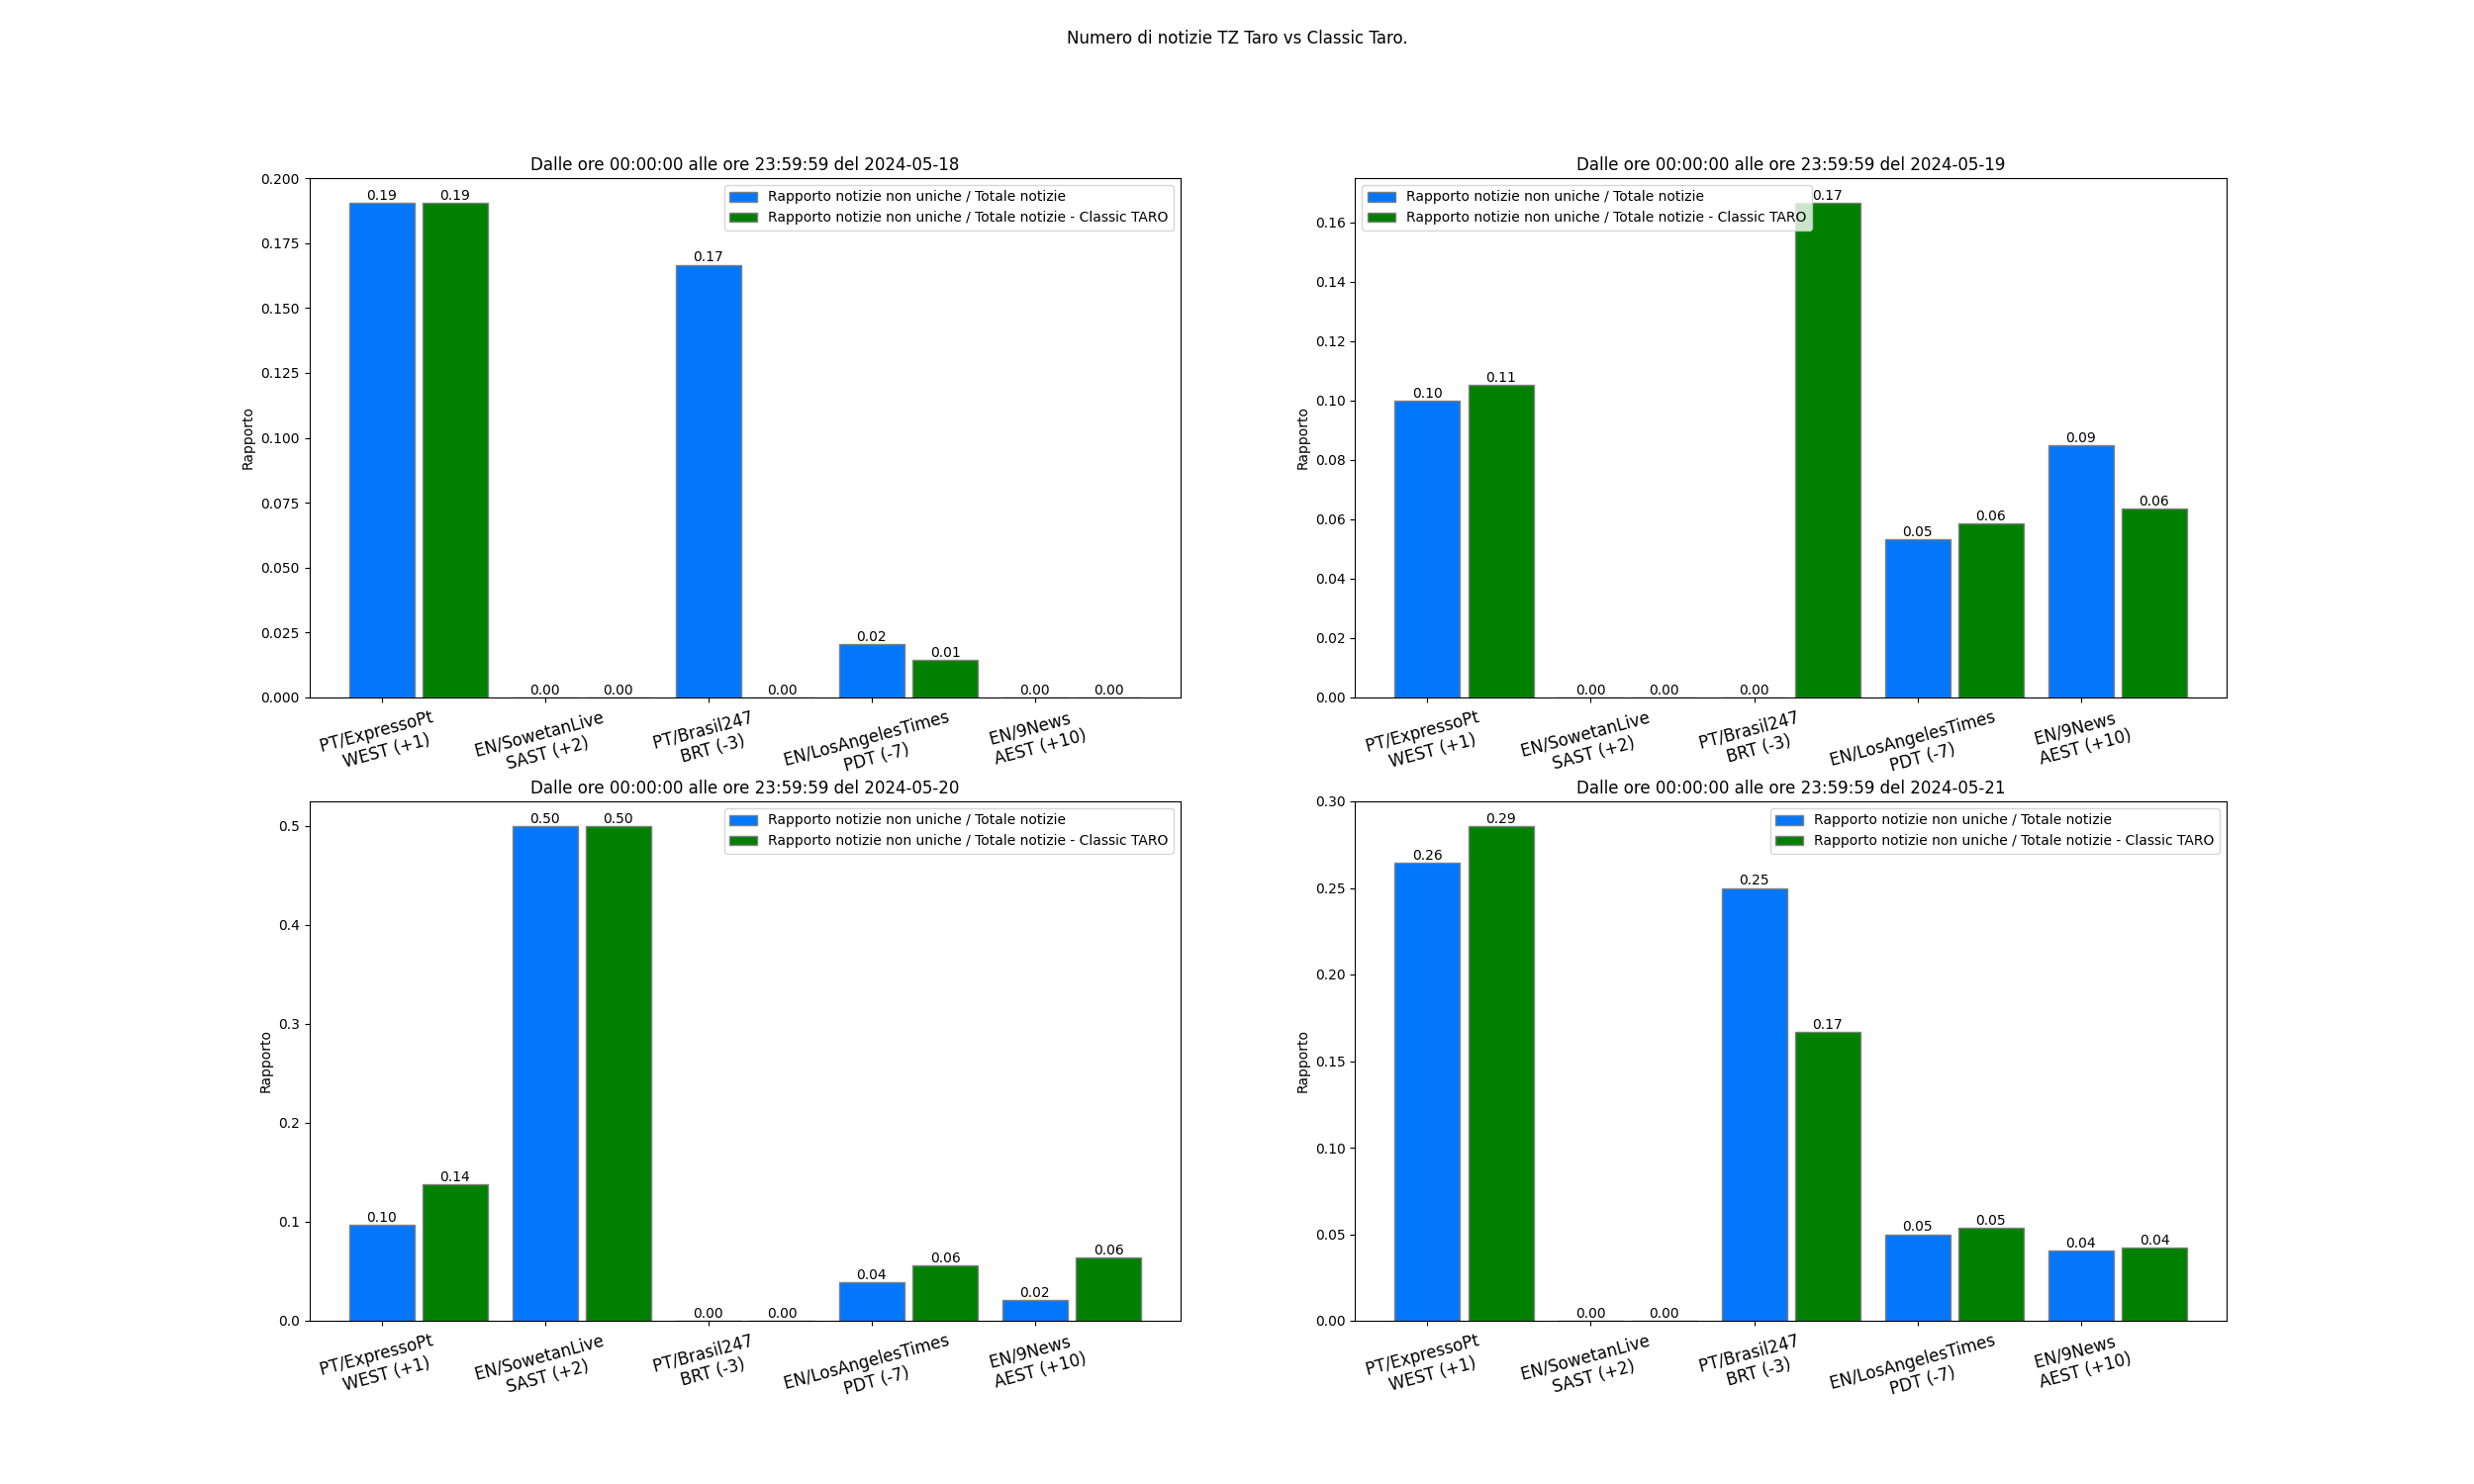 Numero di notizie TZ Taro vs Classic Taro.
Dalle ore 00:00:00 alle ore 23:59:59 del 2024-05-18
Rapporto notizie non uniche / Totale notizie
Rapporto notizie non uniche / Totale notizie - Classic TARO
Rapporto
0.200
0.175
0.150
0.125
0.100
0.075
0.050
0.025
0.000
0.19
0.19
0.00
0.00
0.17
0.00
0.02
0.01
0.00
0.00
PT/ExpressoPt
WEST (+1)
EN/SowetanLive
SAST (+2)
PT/Brasil247
BRT (-3)
EN/LosAngelesTimes
PDT (-7)
EN/9News
AEST (+10)
Dalle ore 00:00:00 alle ore 23:59:59 del 2024-05-19
Rapporto notizie non uniche / Totale notizie
Rapporto notizie non uniche / Totale notizie - Classic TARO
Rapporto
0.16
0.14
0.12
0.10
0.08
0.06
0.04
0.02
0.00
0.10
0.11
0.00
0.00
0.00
0.17
0.05
0.06
0.09
0.06
PT/ExpressoPt
WEST (+1)
EN/SowetanLive
SAST (+2)
PT/Brasil247
BRT (-3)
EN/LosAngelesTimes
PDT (-7)
EN/9News
AEST (+10)
Dalle ore 00:00:00 alle ore 23:59:59 del 2024-05-20
Rapporto notizie non uniche / Totale notizie
Rapporto notizie non uniche / Totale notizie - Classic TARO
Rapporto
0.5
0.4
0.3
0.2
0.1
0.0
0.10
0.14
0.50
0.50
0.00
0.00
0.04
0.06
0.02
0.06
PT/ExpressoPt
WEST (+1)
EN/SowetanLive
SAST (+2)
PT/Brasil247
BRT (-3)
EN/LosAngelesTimes
PDT (-7)
EN/9News
AEST (+10)
Dalle ore 00:00:00 alle ore 23:59:59 del 2024-05-21
Rapporto notizie non uniche / Totale notizie
Rapporto notizie non uniche / Totale notizie - Classic TARO
Rapporto
0.30
0.25
0.20
0.15
0.10
0.05
0.00
0.26
0.29
0.00
0.00
0.25
0.17
0.05
0.05
0.04
0.04
PT/ExpressoPt
WEST (+1)
EN/SowetanLive
SAST (+2)
PT/Brasil247
BRT (-3)
EN/LosAngelesTimes
PDT (-7)
EN/9News
AEST (+10)